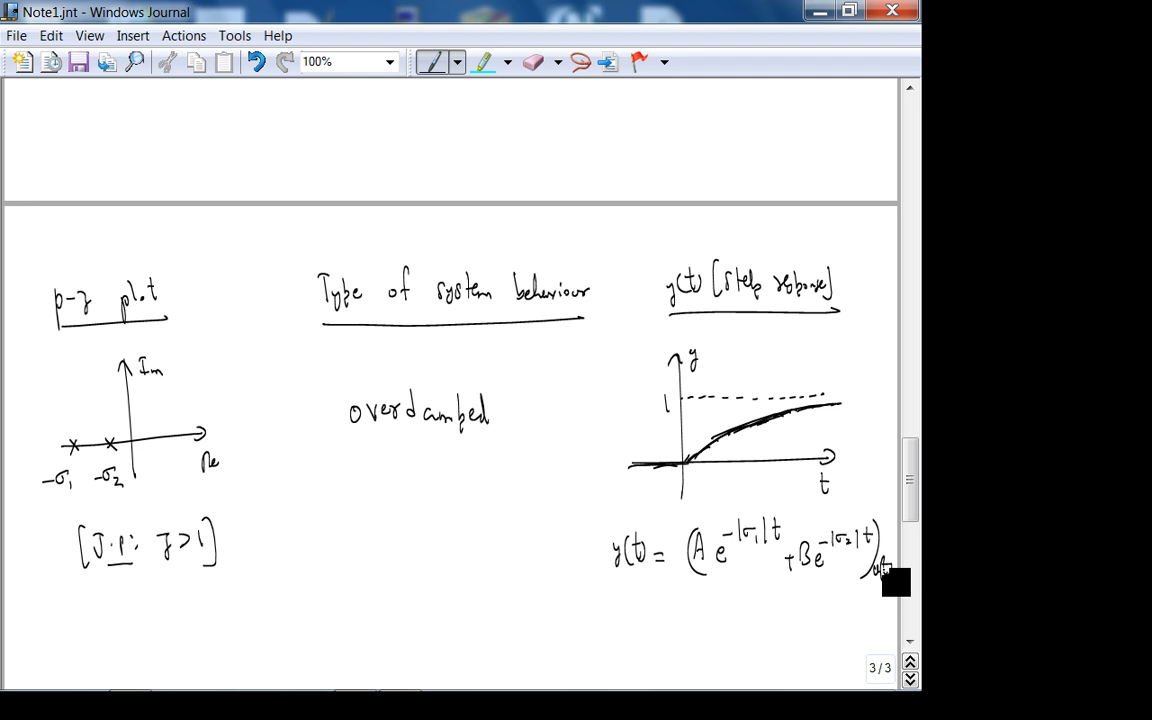 Note1.jnt - Windows Journal
File Edit View Insert Actions Tools Help
100%
p-z plot
Type of system behaviour
y(t) [Step response]
Im
Re
-σ₁ -σ₂
overdamped
y
1
t
[J.p: ζ > 1]
y(t) = (A e^{-|σ₁|t} + B e^{-|σ₂|t})
3 / 3